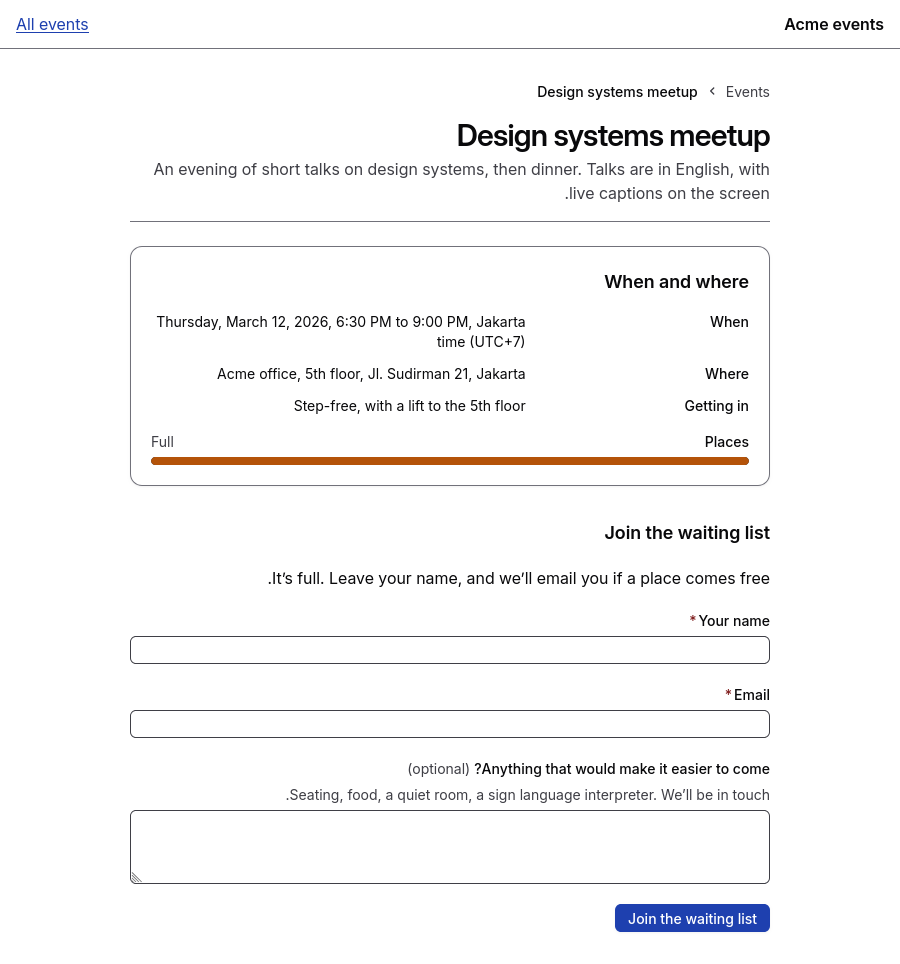 Acme events
All events
Events
Design systems meetup
Design systems meetup
An evening of short talks on design systems, then dinner. Talks are in English, with
live captions on the screen.
When and where
When
Thursday, March 12, 2026, 6:30 PM to 9:00 PM, Jakarta
time (UTC+7)
Where
Acme office, 5th floor, Jl. Sudirman 21, Jakarta
Getting in
Step-free, with a lift to the 5th floor
Places
Full
Join the waiting list
It’s full. Leave your name, and we’ll email you if a place comes free.
Your name *
Email *
Anything that would make it easier to come? (optional)
Seating, food, a quiet room, a sign language interpreter. We’ll be in touch.
Join the waiting list